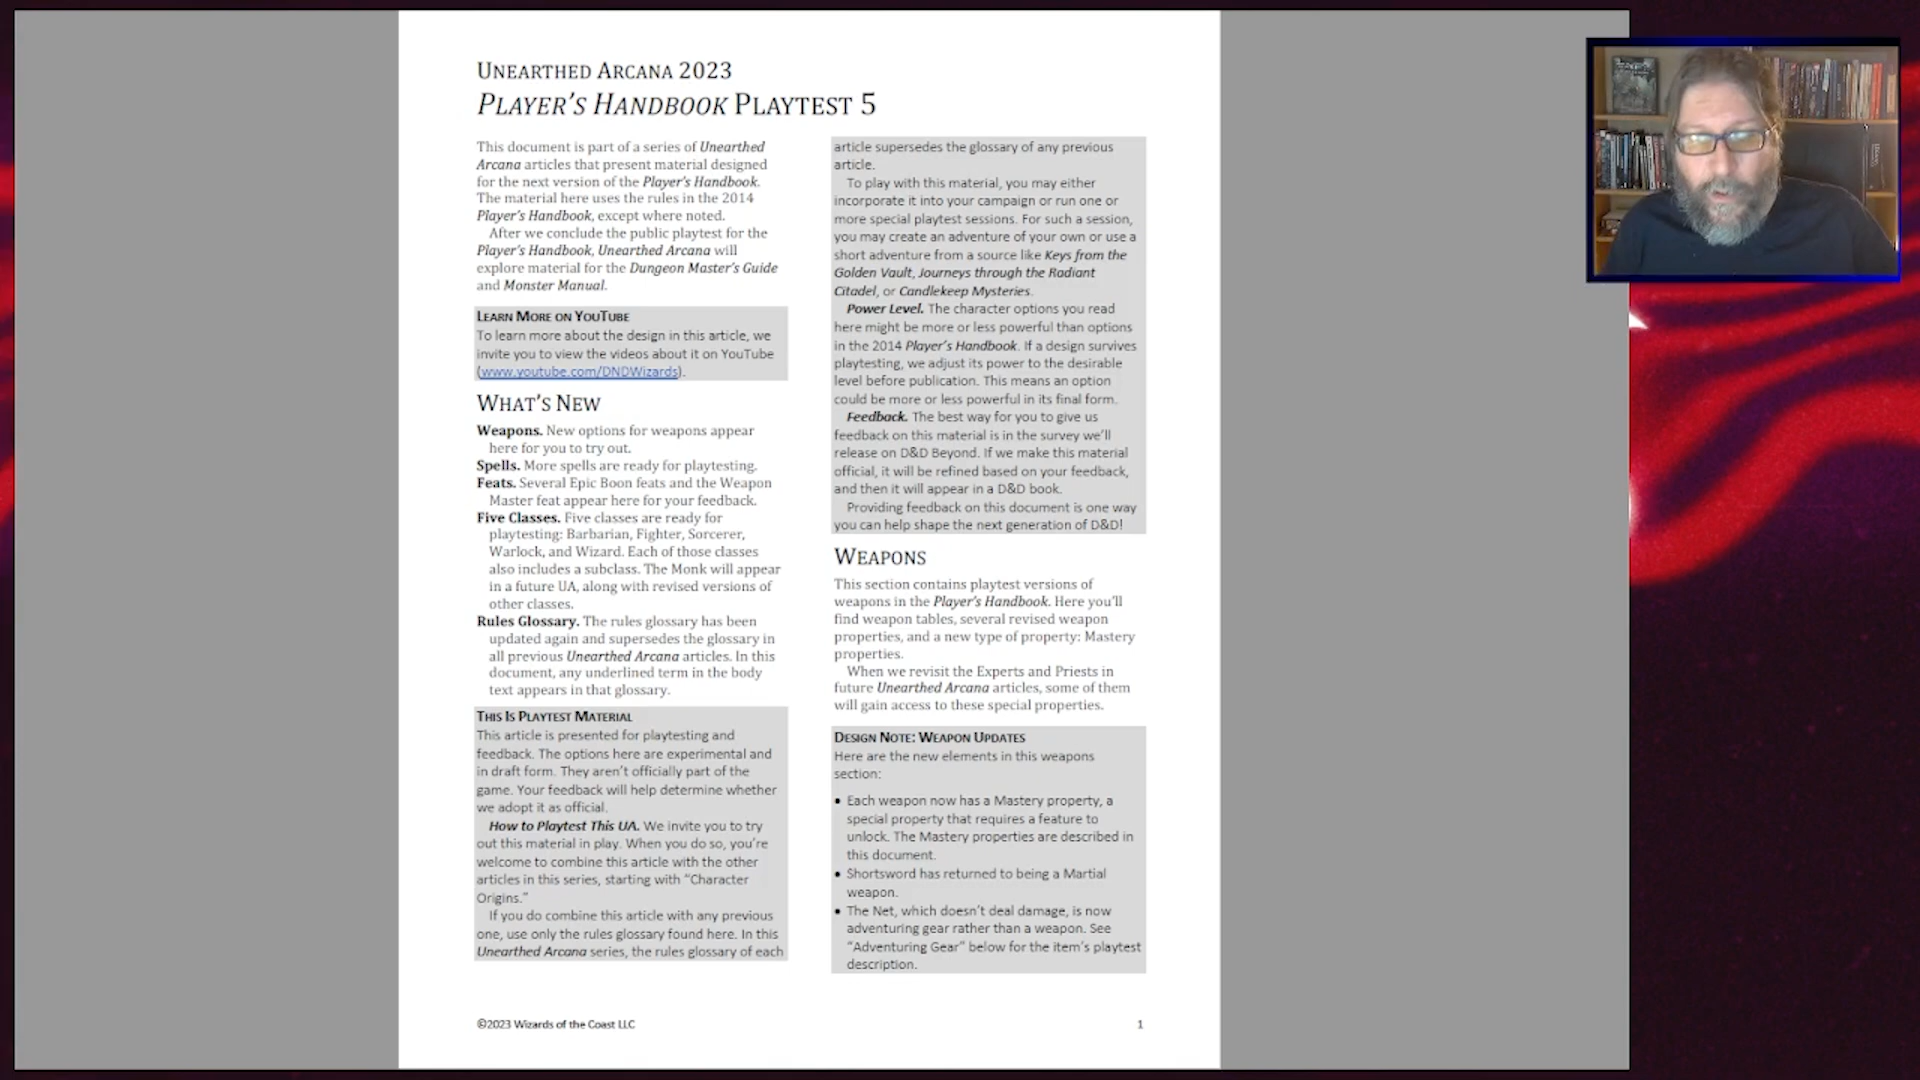 UNEARTHED ARCANA 2023
PLAYER'S HANDBOOK PLAYTEST 5
This document is part of a series of Unearthed
Arcana articles that present material designed
for the next version of the Player's Handbook.
The material here uses the rules in the 2014
Player's Handbook, except where noted.
After we conclude the public playtest for the
Player's Handbook, Unearthed Arcana will
explore material for the Dungeon Master's Guide
and Monster Manual.
LEARN MORE ON YOUTUBE
To learn more about the design in this article, we
invite you to view the videos about it on YouTube
(www.youtube.com/DNDWizards).
WHAT'S NEW
Weapons. New options for weapons appear
here for you to try out.
Spells. More spells are ready for playtesting.
Feats. Several Epic Boon feats and the Weapon
Master feat appear here for your feedback.
Five Classes. Five classes are ready for
playtesting: Barbarian, Fighter, Sorcerer,
Warlock, and Wizard. Each of those classes
also includes a subclass. The Monk will appear
in a future UA, along with revised versions of
other classes.
Rules Glossary. The rules glossary has been
updated again and supersedes the glossary in
all previous Unearthed Arcana articles. In this
document, any underlined term in the body
text appears in that glossary.
THIS IS PLAYTEST MATERIAL
This article is presented for playtesting and
feedback. The options here are experimental and
in draft form. They aren't officially part of the
game. Your feedback will help determine whether
we adopt it as official.
How to Playtest This UA. We invite you to try
out this material in play. When you do so, you're
welcome to combine this article with the other
articles in this series, starting with "Character
Origins."
If you do combine this article with any previous
one, use only the rules glossary found here. In this
Unearthed Arcana series, the rules glossary of each
article supersedes the glossary of any previous
article.
To play with this material, you may either
incorporate it into your campaign or run one or
more special playtest sessions. For such a session,
you may create an adventure of your own or use a
short adventure from a source like Keys from the
Golden Vault, Journeys through the Radiant
Citadel, or Candlekeep Mysteries.
Power Level. The character options you read
here might be more or less powerful than options
in the 2014 Player's Handbook. If a design survives
playtesting, we adjust its power to the desirable
level before publication. This means an option
could be more or less powerful in its final form.
Feedback. The best way for you to give us
feedback on this material is in the survey we'll
release on D&D Beyond. If we make this material
official, it will be refined based on your feedback,
and then it will appear in a D&D book.
Providing feedback on this document is one way
you can help shape the next generation of D&D!
WEAPONS
This section contains playtest versions of
weapons in the Player's Handbook. Here you'll
find weapon tables, several revised weapon
properties, and a new type of property: Mastery
properties.
When we revisit the Experts and Priests in
future Unearthed Arcana articles, some of them
will gain access to these special properties.
DESIGN NOTE: WEAPON UPDATES
Here are the new elements in this weapons
section:
• Each weapon now has a Mastery property, a
special property that requires a feature to
unlock. The Mastery properties are described in
this document.
• Shortsword has returned to being a Martial
weapon.
• The Net, which doesn't deal damage, is now
adventuring gear rather than a weapon. See
"Adventuring Gear" below for the item's playtest
description.
©2023 Wizards of the Coast LLC
1